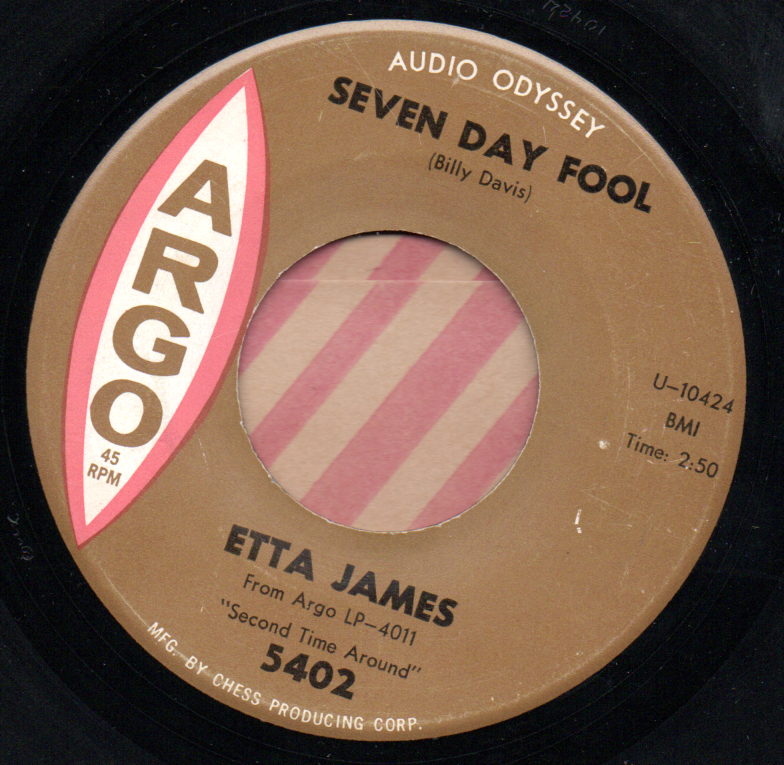 AUDIO ODYSSEY
SEVEN DAY FOOL
(Billy Davis)
ARGO
45
RPM
U-10424
BMI
Time: 2:50
ETTA JAMES
From Argo LP-4011
"Second Time Around"
5402
MFG. BY CHESS PRODUCING CORP.